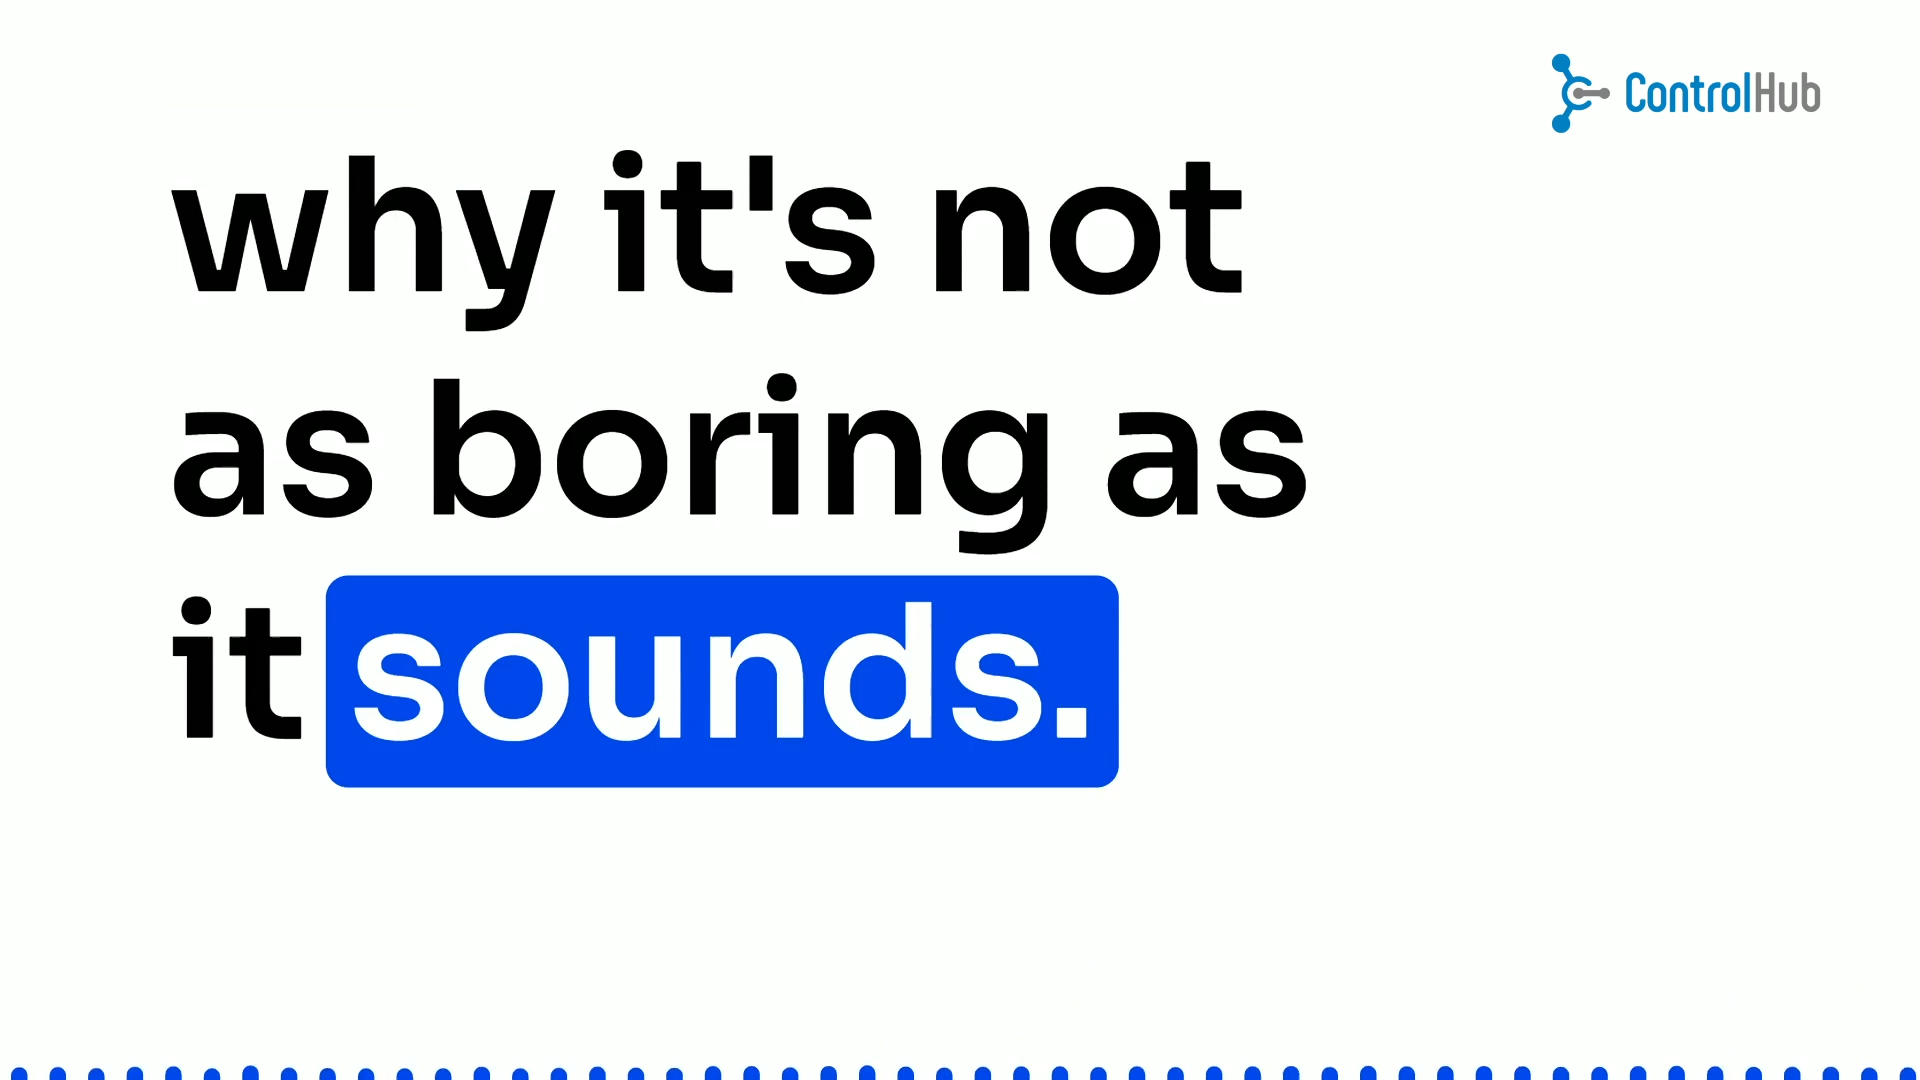 ControlHub
why it's not
as boring as
it sounds.